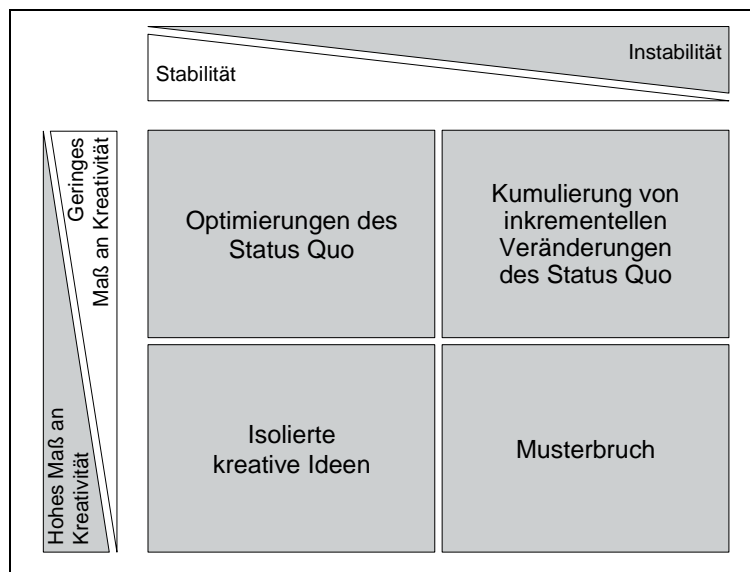 Instabilität
Stabilität
Geringes
Maß an Kreativität
Optimierungen des
Status Quo
Kumulierung von
inkrementellen
Veränderungen
des Status Quo
Hohes Maß an
Kreativität
Isolierte
kreative Ideen
Musterbruch